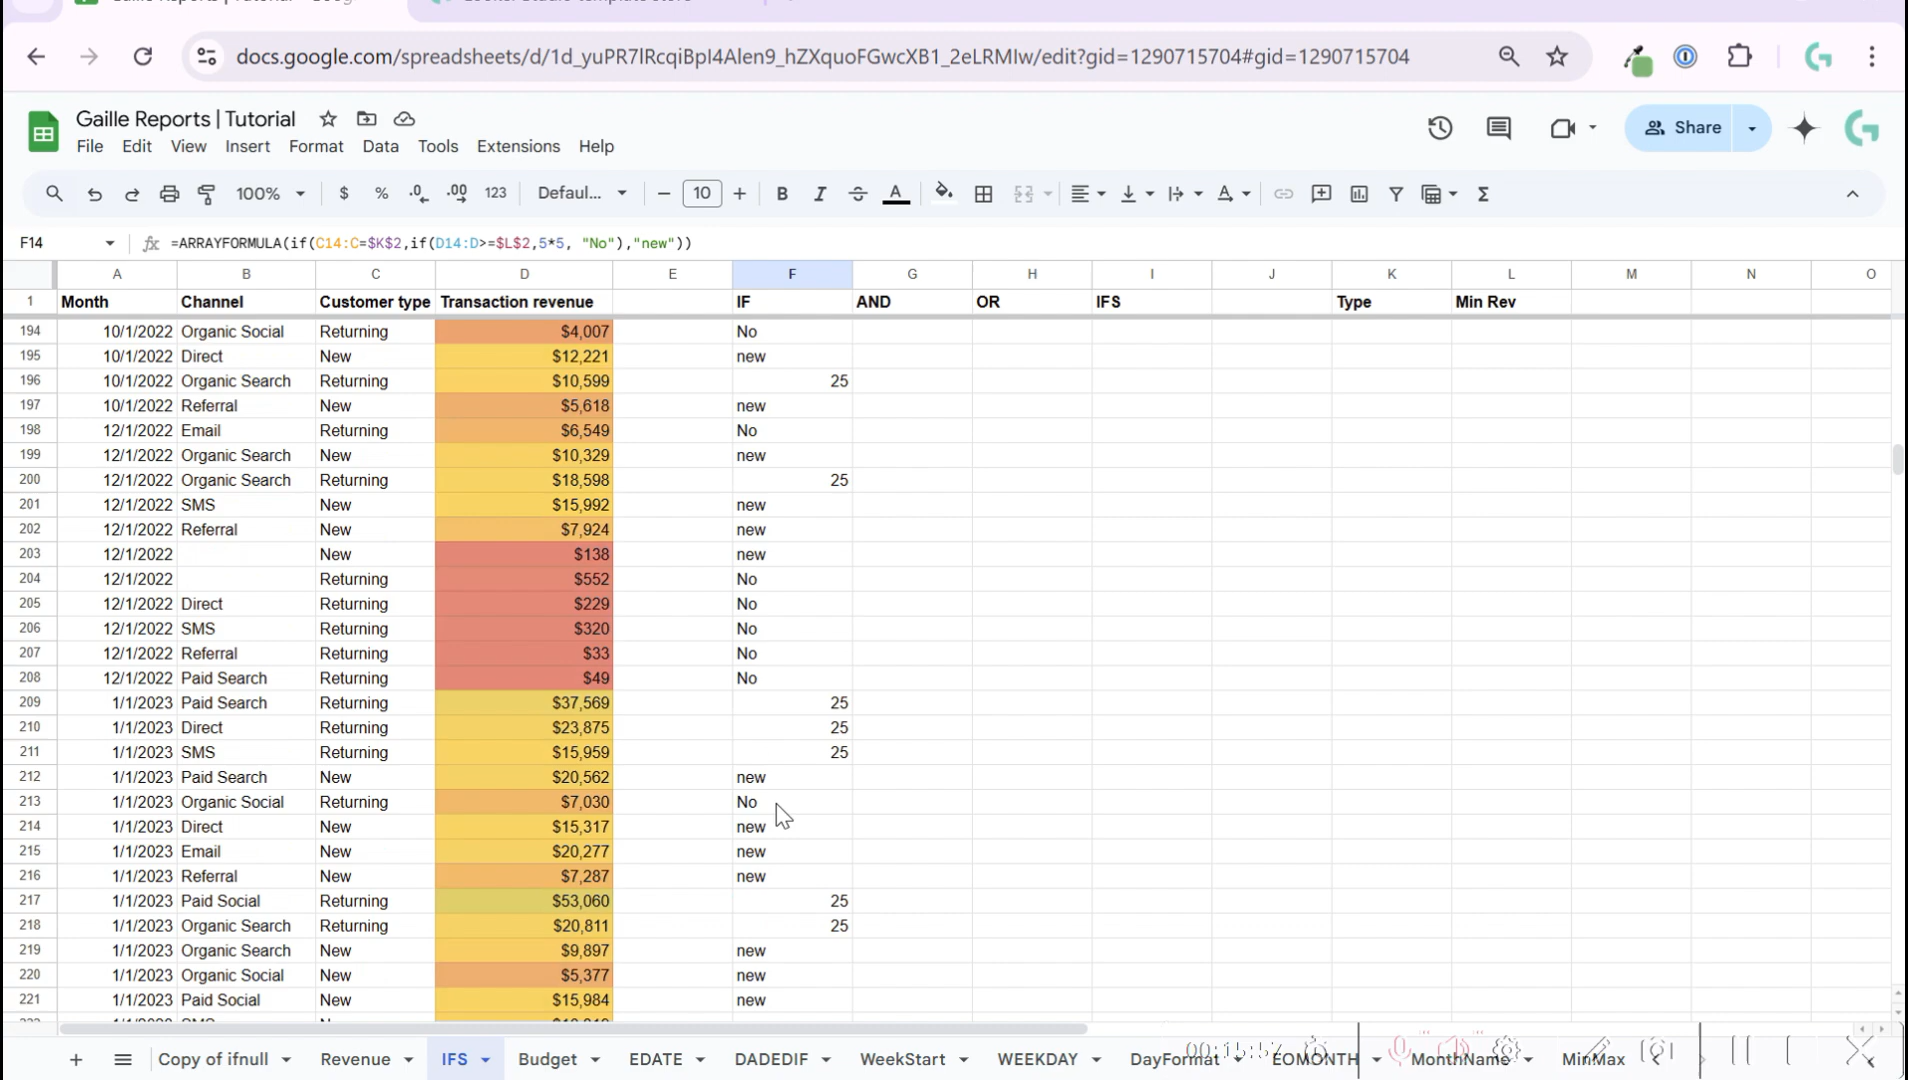 docs.google.com/spreadsheets/d/1d_yuPR7lRcqiBpI4Alen9_hZXquoFGwcXB1_2eLRMIw/edit?gid=1290715704#gid=1290715704
Gaille Reports | Tutorial
Share
File Edit View Insert Format Data Tools Extensions Help
100% $ % .0 .00 123 Defaul... 10 B I A Σ
F14 fx =ARRAYFORMULA(if(C14:C=$K$2,if(D14:D>=$L$2,5*5, "No"),"new"))
A B C D E F G H I J K L M N O
1 Month Channel Customer type Transaction revenue IF AND OR IFS Type Min Rev
194 10/1/2022 Organic Social Returning $4,007 No
195 10/1/2022 Direct New $12,221 new
196 10/1/2022 Organic Search Returning $10,599 25
197 10/1/2022 Referral New $5,618 new
198 12/1/2022 Email Returning $6,549 No
199 12/1/2022 Organic Search New $10,329 new
200 12/1/2022 Organic Search Returning $18,598 25
201 12/1/2022 SMS New $15,992 new
202 12/1/2022 Referral New $7,924 new
203 12/1/2022 New $138 new
204 12/1/2022 Returning $552 No
205 12/1/2022 Direct Returning $229 No
206 12/1/2022 SMS Returning $320 No
207 12/1/2022 Referral Returning $33 No
208 12/1/2022 Paid Search Returning $49 No
209 1/1/2023 Paid Search Returning $37,569 25
210 1/1/2023 Direct Returning $23,875 25
211 1/1/2023 SMS Returning $15,959 25
212 1/1/2023 Paid Search New $20,562 new
213 1/1/2023 Organic Social Returning $7,030 No
214 1/1/2023 Direct New $15,317 new
215 1/1/2023 Email New $20,277 new
216 1/1/2023 Referral New $7,287 new
217 1/1/2023 Paid Social Returning $53,060 25
218 1/1/2023 Organic Search Returning $20,811 25
219 1/1/2023 Organic Search New $9,897 new
220 1/1/2023 Organic Social New $5,377 new
221 1/1/2023 Paid Social New $15,984 new
Copy of ifnull Revenue IFS Budget EDATE DADEDIF WeekStart WEEKDAY DayFormat EOMONTH MonthName MinMax
00:15:57